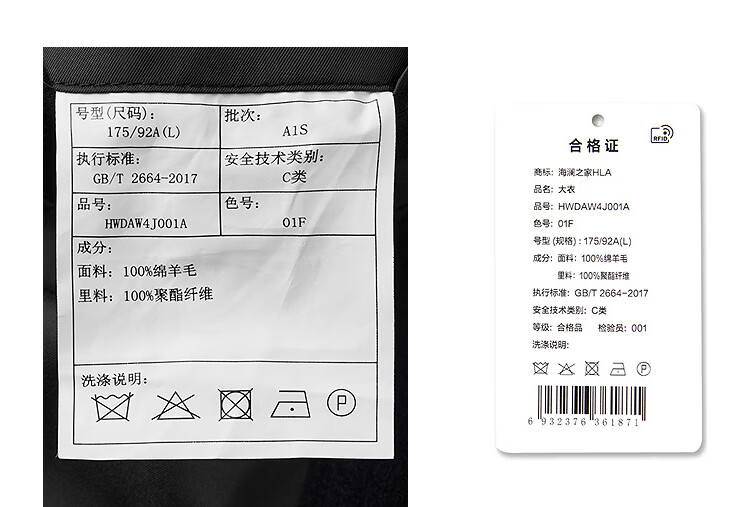 号型(尺码):
175/92A(L)
批次:
A1S
执行标准:
GB/T 2664-2017
安全技术类别:
C类
品号:
HWDAW4J001A
色号:
01F
成分:
面料: 100%绵羊毛
里料: 100%聚酯纤维
洗涤说明:
P
RFID
合格证
商标: 海澜之家HLA
品名: 大衣
品号: HWDAW4J001A
色号: 01F
号型 (规格) : 175/92A(L)
成分: 面料: 100%绵羊毛
里料: 100%聚酯纤维
执行标准: GB/T 2664-2017
安全技术类别: C类
等级: 合格品 检验员: 001
洗涤说明:
P
6 932376 361871